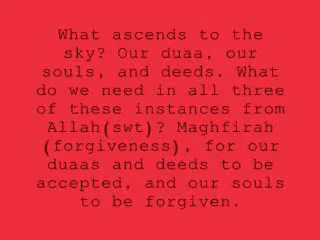 What ascends to the
sky? Our duaa, our
souls, and deeds. What
do we need in all three
of these instances from
Allah(swt)? Maghfirah
(forgiveness), for our
duaas and deeds to be
accepted, and our souls
to be forgiven.